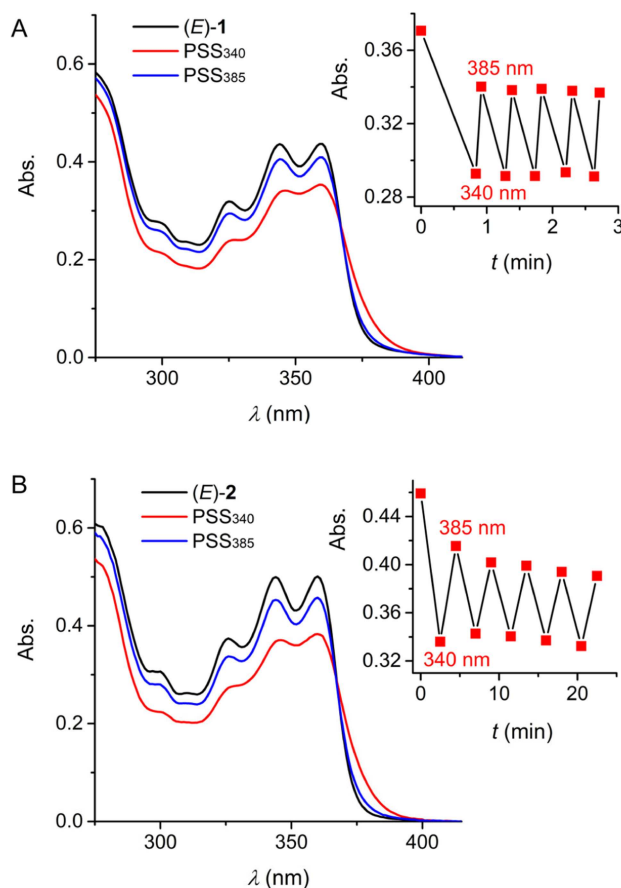 A
(E)-1
PSS340
PSS385
Abs.
0.6
0.4
0.2
0.0
300
350
400
λ (nm)
Abs.
0.36
0.32
0.28
385 nm
340 nm
0
1
2
3
t (min)
B
(E)-2
PSS340
PSS385
Abs.
0.6
0.4
0.2
0.0
300
350
400
λ (nm)
Abs.
0.44
0.40
0.36
0.32
385 nm
340 nm
0
10
20
t (min)